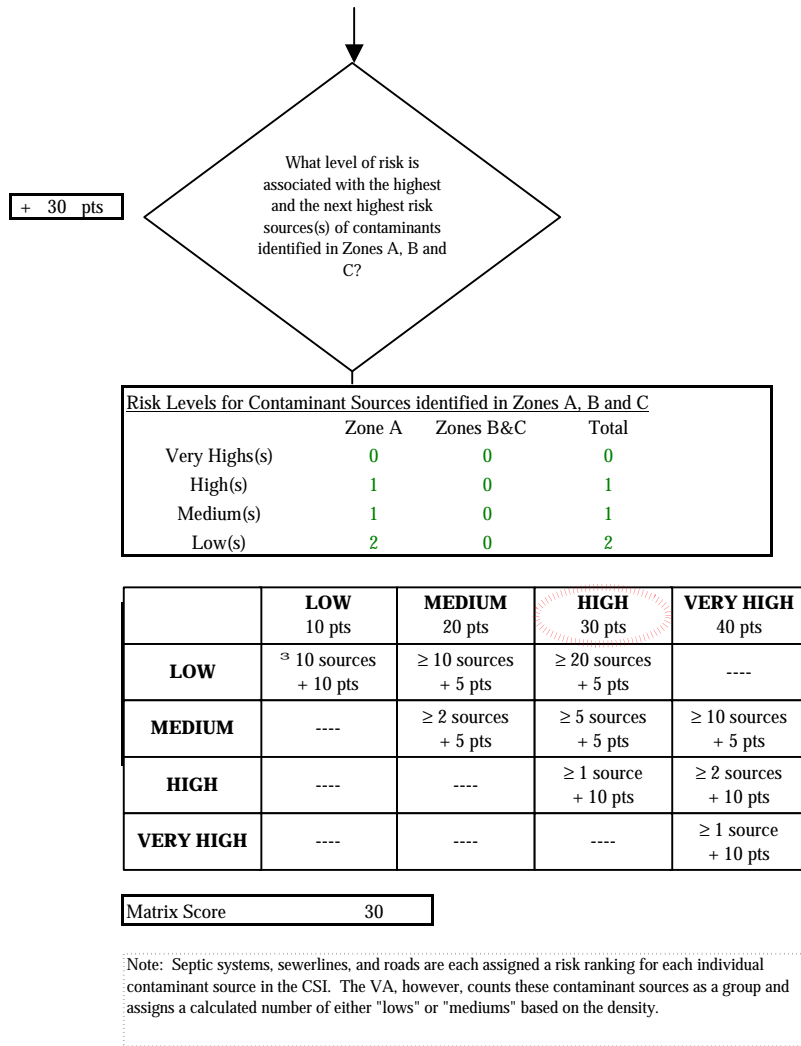 What level of risk is
associated with the highest
and the next highest risk
sources(s) of contaminants
identified in Zones A, B and
C?
+ 30 pts
Risk Levels for Contaminant Sources identified in Zones A, B and C
Zone A Zones B&C Total
Very Highs(s) 0 0 0
High(s) 1 0 1
Medium(s) 1 0 1
Low(s) 2 0 2
LOW MEDIUM HIGH VERY HIGH
10 pts 20 pts 30 pts 40 pts
LOW ³ 10 sources + 10 pts ≥ 10 sources + 5 pts ≥ 20 sources + 5 pts ----
MEDIUM ---- ≥ 2 sources + 5 pts ≥ 5 sources + 5 pts ≥ 10 sources + 5 pts
HIGH ---- ---- ≥ 1 source + 10 pts ≥ 2 sources + 10 pts
VERY HIGH ---- ---- ---- ≥ 1 source + 10 pts
Matrix Score 30
Note: Septic systems, sewerlines, and roads are each assigned a risk ranking for each individual
contaminant source in the CSI. The VA, however, counts these contaminant sources as a group and
assigns a calculated number of either "lows" or "mediums" based on the density.